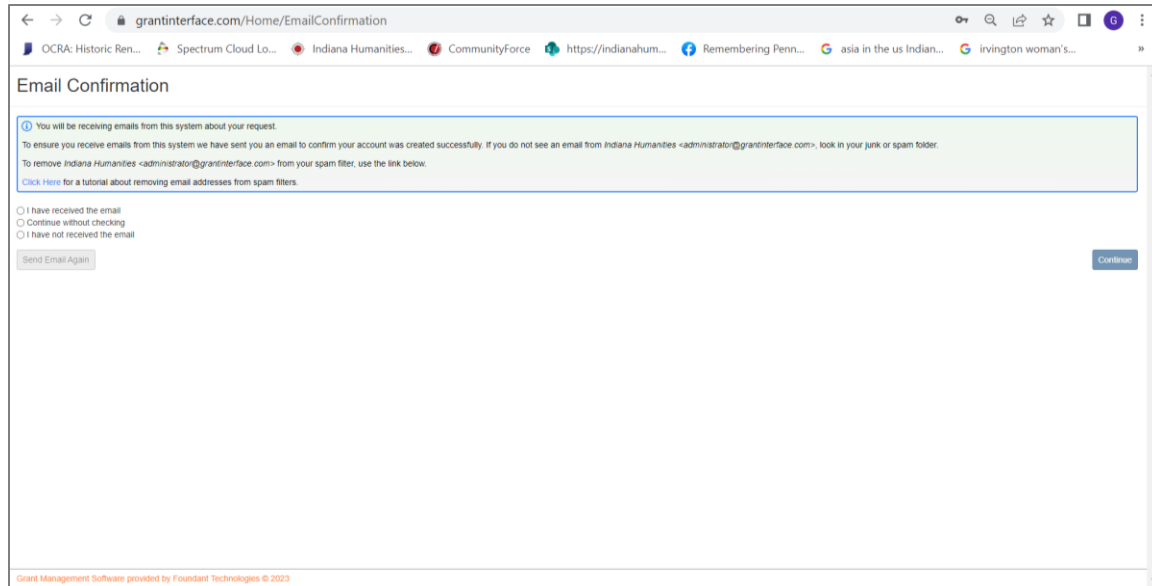 grantinterface.com/Home/EmailConfirmation
G
OCRA: Historic Ren... Spectrum Cloud Lo... Indiana Humanities... CommunityForce https://indianahum... Remembering Penn... G asia in the us Indian... G irvington woman's... »
Email Confirmation
You will be receiving emails from this system about your request.
To ensure you receive emails from this system we have sent you an email to confirm your account was created successfully. If you do not see an email from Indiana Humanities <administrator@grantinterface.com>, look in your junk or spam folder.
To remove Indiana Humanities <administrator@grantinterface.com> from your spam filter, use the link below.
Click Here for a tutorial about removing email addresses from spam filters.
I have received the email
Continue without checking
I have not received the email
Send Email Again
Continue
Grant Management Software provided by Foundant Technologies © 2023